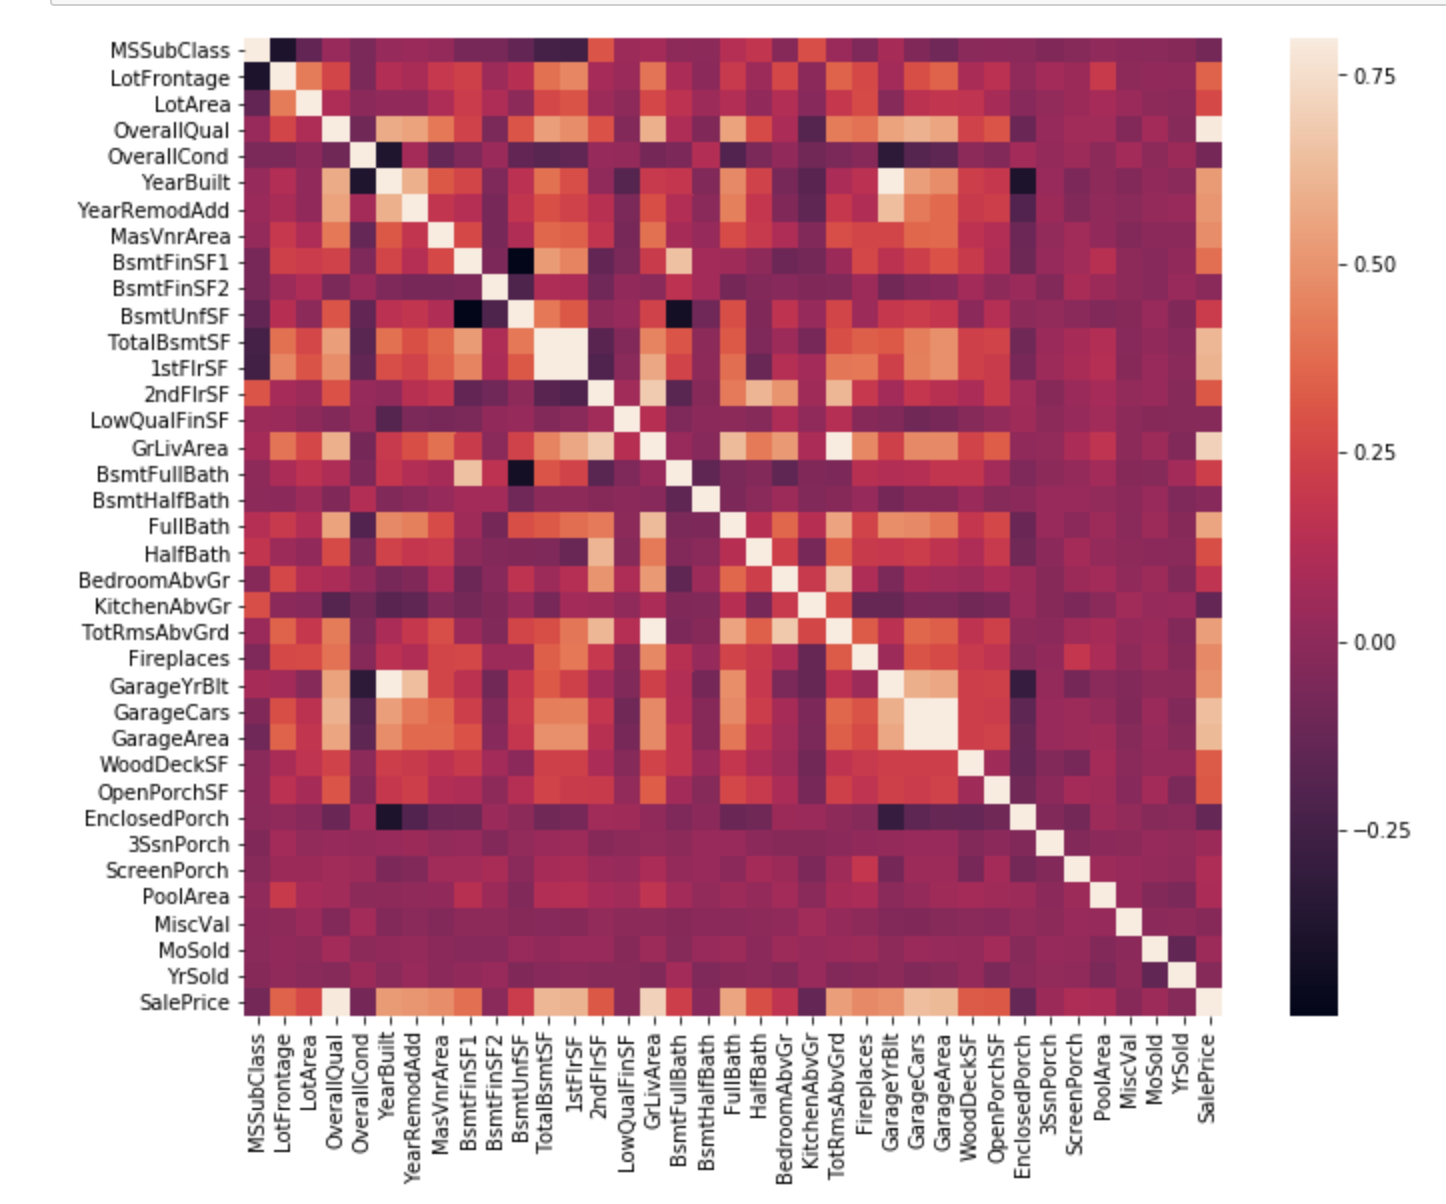 MSSubClass
LotFrontage
LotArea
OverallQual
OverallCond
YearBuilt
YearRemodAdd
MasVnrArea
BsmtFinSF1
BsmtFinSF2
BsmtUnfSF
TotalBsmtSF
1stFlrSF
2ndFlrSF
LowQualFinSF
GrLivArea
BsmtFullBath
BsmtHalfBath
FullBath
HalfBath
BedroomAbvGr
KitchenAbvGr
TotRmsAbvGrd
Fireplaces
GarageYrBlt
GarageCars
GarageArea
WoodDeckSF
OpenPorchSF
EnclosedPorch
3SsnPorch
ScreenPorch
PoolArea
MiscVal
MoSold
YrSold
SalePrice
MSSubClass
LotFrontage
LotArea
OverallQual
OverallCond
YearBuilt
YearRemodAdd
MasVnrArea
BsmtFinSF1
BsmtFinSF2
BsmtUnfSF
TotalBsmtSF
1stFlrSF
2ndFlrSF
LowQualFinSF
GrLivArea
BsmtFullBath
BsmtHalfBath
FullBath
HalfBath
BedroomAbvGr
KitchenAbvGr
TotRmsAbvGrd
Fireplaces
GarageYrBlt
GarageCars
GarageArea
WoodDeckSF
OpenPorchSF
EnclosedPorch
3SsnPorch
ScreenPorch
PoolArea
MiscVal
MoSold
YrSold
SalePrice
0.75
0.50
0.25
0.00
−0.25